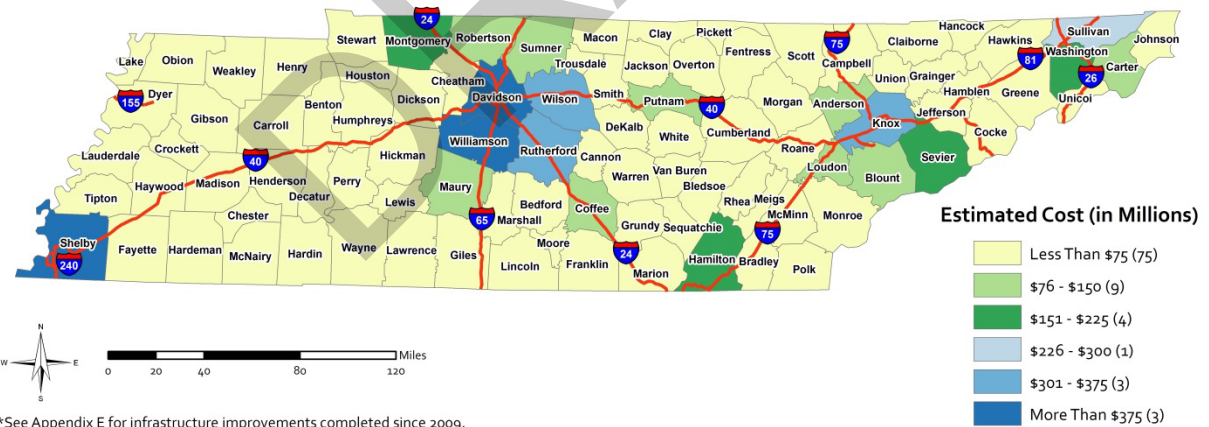 24
Stewart Montgomery Robertson Sumner Macon Clay Pickett Fentress Scott 75 Campbell Claiborne Hancock Hawkins Sullivan Johnson
Lake Obion Weakley Henry Houston Cheatham Trousdale Jackson Overton Union Grainger 81 Washington Carter
155 Dyer Gibson Carroll Benton Humphreys Dickson Davidson Wilson Smith Putnam 40 Morgan Anderson Knox Jefferson Hamblen Greene Unicoi 26
Lauderdale Crockett 40 Hickman Williamson Rutherford Cannon DeKalb White Cumberland Roane Loudon Blount Sevier Cocke
Tipton Haywood Madison Henderson Decatur Perry Lewis Maury Bedford Coffee Warren Van Buren Bledsoe Rhea Meigs McMinn Monroe
Shelby 240 Fayette Hardeman Chester McNairy Hardin Wayne Lawrence Giles 65 Marshall Moore Lincoln Franklin Grundy 24 Marion Sequatchie Hamilton 75 Bradley Polk
Estimated Cost (in Millions)
Less Than $75 (75)
$76 - $150 (9)
$151 - $225 (4)
$226 - $300 (1)
$301 - $375 (3)
More Than $375 (3)
N
W E
S
Miles
0 20 40 80 120
*See Appendix E for infrastructure improvements completed since 2009.